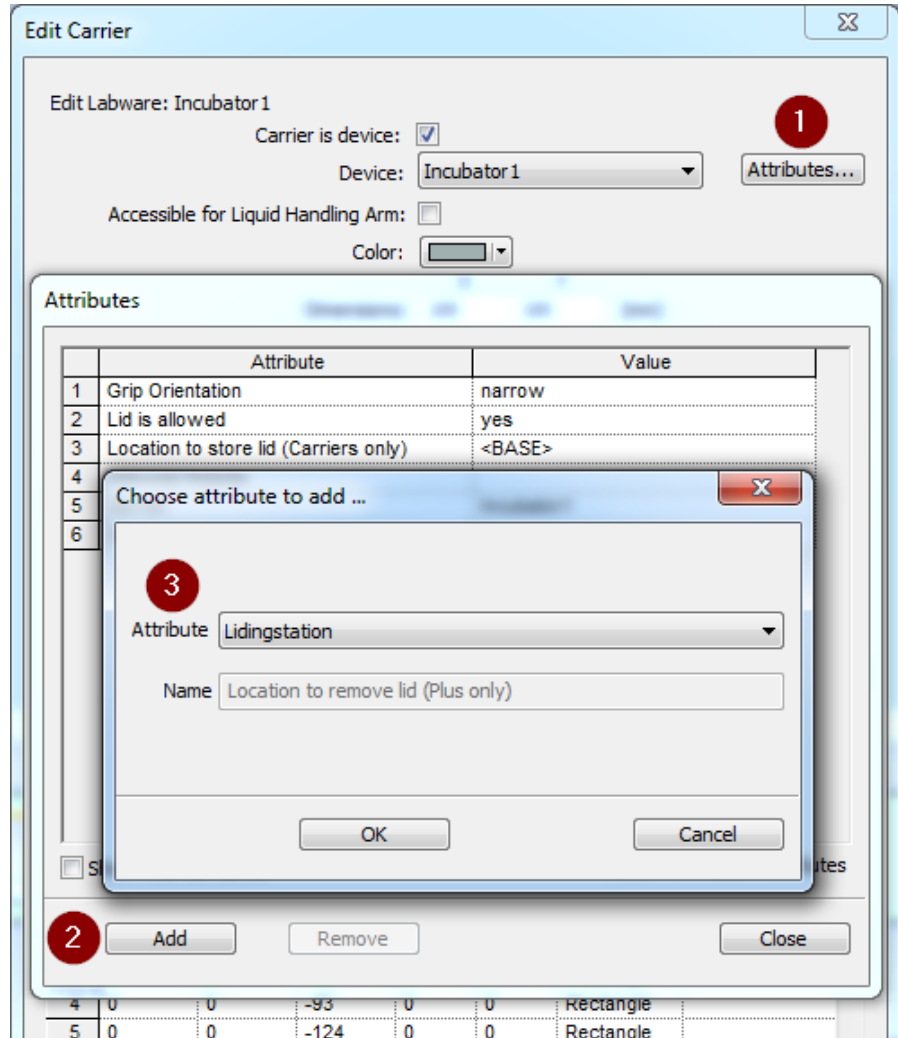 Edit Carrier
Edit Labware: Incubator1
Carrier is device:
1
Device: Incubator1 Attributes...
Accessible for Liquid Handling Arm:
Color:
Attributes
Attribute Value
1 Grip Orientation narrow
2 Lid is allowed yes
3 Location to store lid (Carriers only) <BASE>
4
5
6
Choose attribute to add ...
3
Attribute Lidingstation
Name Location to remove lid (Plus only)
OK Cancel
2 Add Remove Close
4 0 0 -93 0 0 Rectangle
5 0 0 -124 0 0 Rectangle